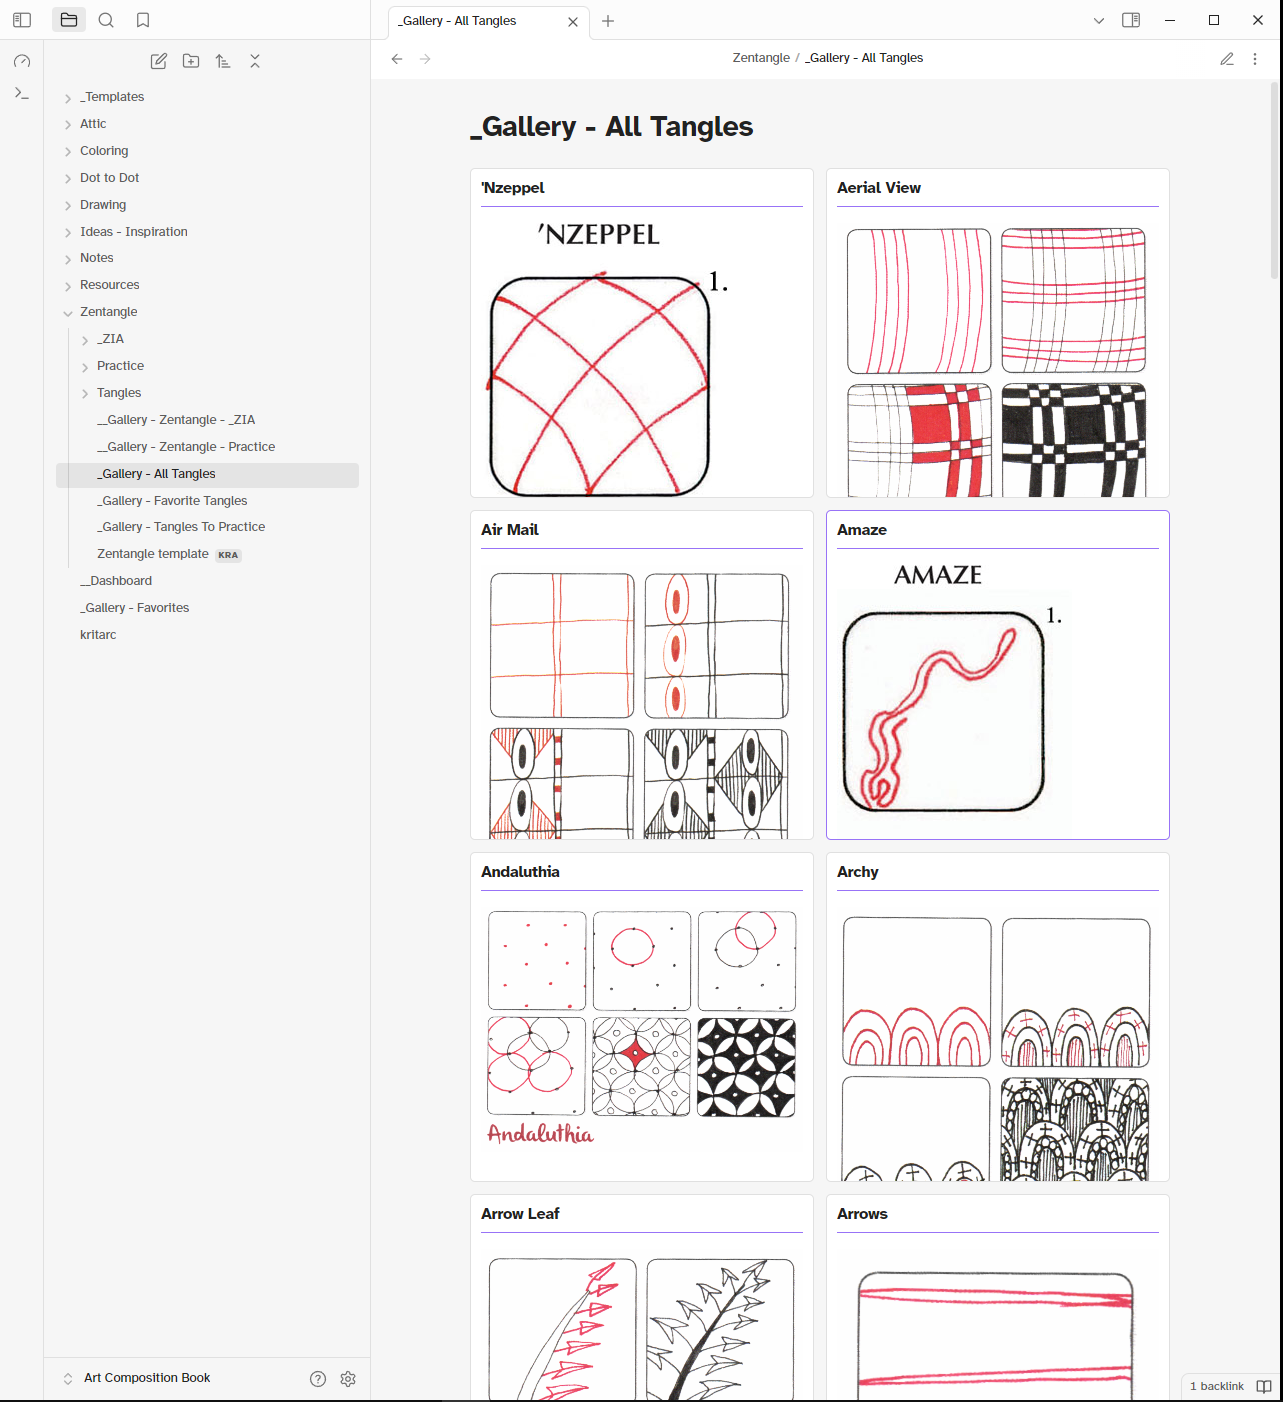 _Gallery - All Tangles
Zentangle / _Gallery - All Tangles
_Templates
Attic
Coloring
Dot to Dot
Drawing
Ideas - Inspiration
Notes
Resources
Zentangle
_ZIA
Practice
Tangles
__Gallery - Zentangle - _ZIA
__Gallery - Zentangle - Practice
_Gallery - All Tangles
_Gallery - Favorite Tangles
_Gallery - Tangles To Practice
Zentangle template KRA
__Dashboard
_Gallery - Favorites
kritarc
Art Composition Book
_Gallery - All Tangles
'Nzeppel
'NZEPPEL
1.
Aerial View
Air Mail
Amaze
AMAZE
1.
Andaluthia
Andaluthia
Archy
Arrow Leaf
Arrows
1 backlink